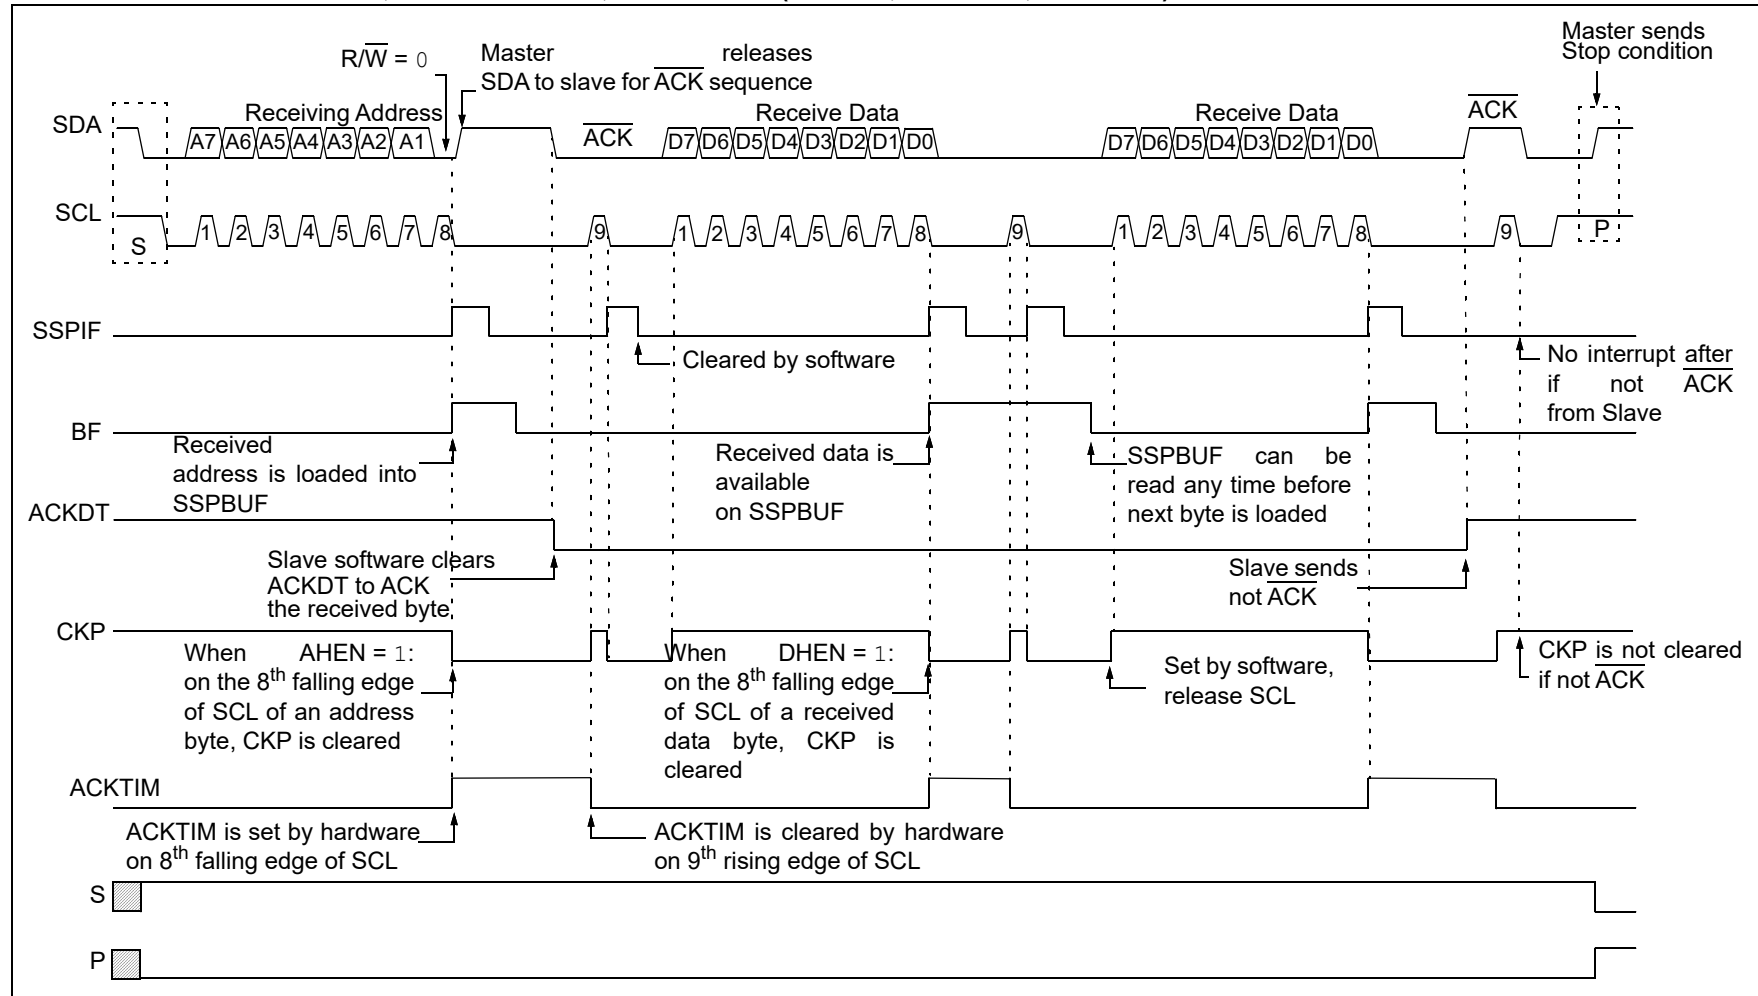 Master sends
Stop condition
R/W = 0
Master releases
SDA to slave for ACK sequence
SDA
Receiving Address
ACK
Receive Data
Receive Data
ACK
A7 A6 A5 A4 A3 A2 A1
D7 D6 D5 D4 D3 D2 D1 D0
D7 D6 D5 D4 D3 D2 D1 D0
SCL
S
1 2 3 4 5 6 7 8 9
1 2 3 4 5 6 7 8 9
1 2 3 4 5 6 7 8 9
P
SSPIF
Cleared by software
No interrupt after
if not ACK
from Slave
BF
Received
address is loaded into
SSPBUF
Received data is
available
on SSPBUF
SSPBUF can be
read any time before
next byte is loaded
ACKDT
Slave software clears
ACKDT to ACK
the received byte
Slave sends
not ACK
CKP
When AHEN = 1:
on the 8th falling edge
of SCL of an address
byte, CKP is cleared
When DHEN = 1:
on the 8th falling edge
of SCL of a received
data byte, CKP is
cleared
Set by software,
release SCL
CKP is not cleared
if not ACK
ACKTIM
ACKTIM is set by hardware
on 8th falling edge of SCL
ACKTIM is cleared by hardware
on 9th rising edge of SCL
S
P